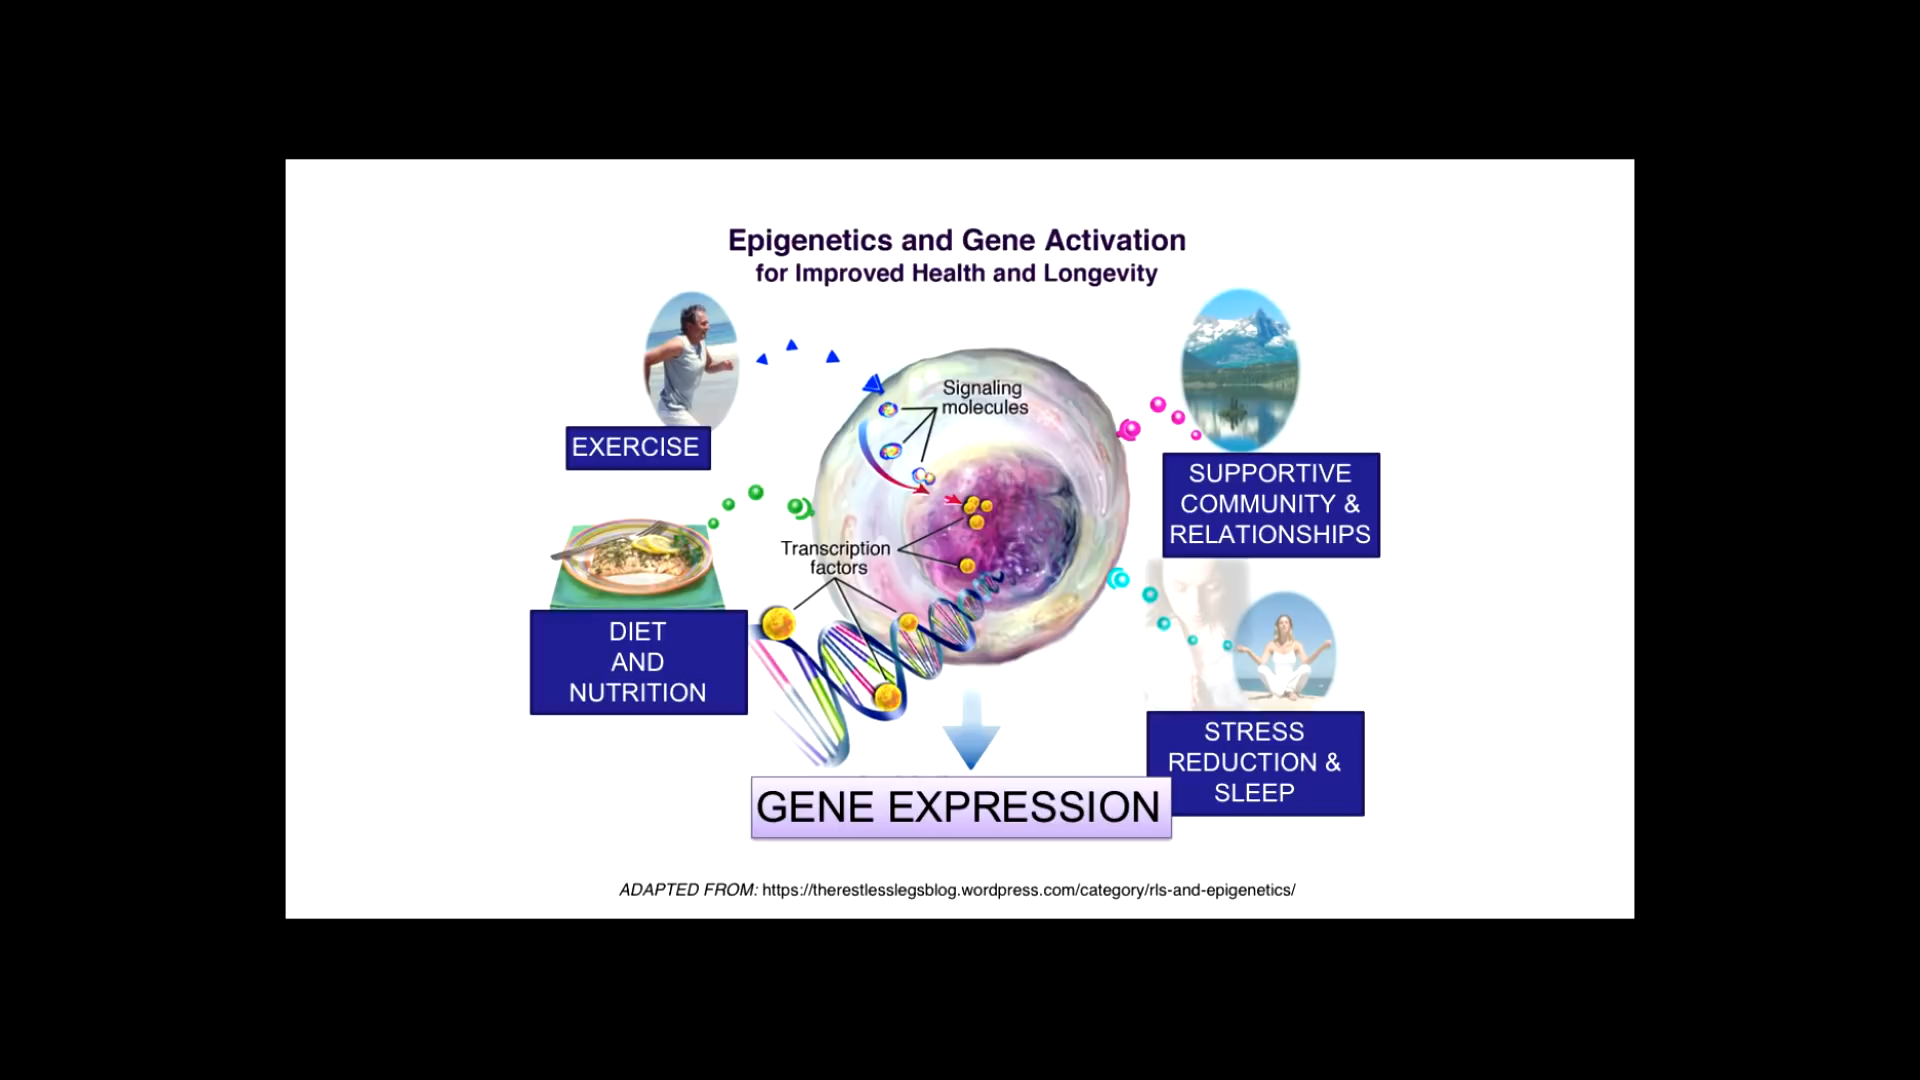 Epigenetics and Gene Activation
for Improved Health and Longevity
Signaling
molecules
EXERCISE
SUPPORTIVE
COMMUNITY &
RELATIONSHIPS
Transcription
factors
DIET
AND
NUTRITION
STRESS
REDUCTION &
SLEEP
GENE EXPRESSION
ADAPTED FROM: https://therestlesslegsblog.wordpress.com/category/rls-and-epigenetics/